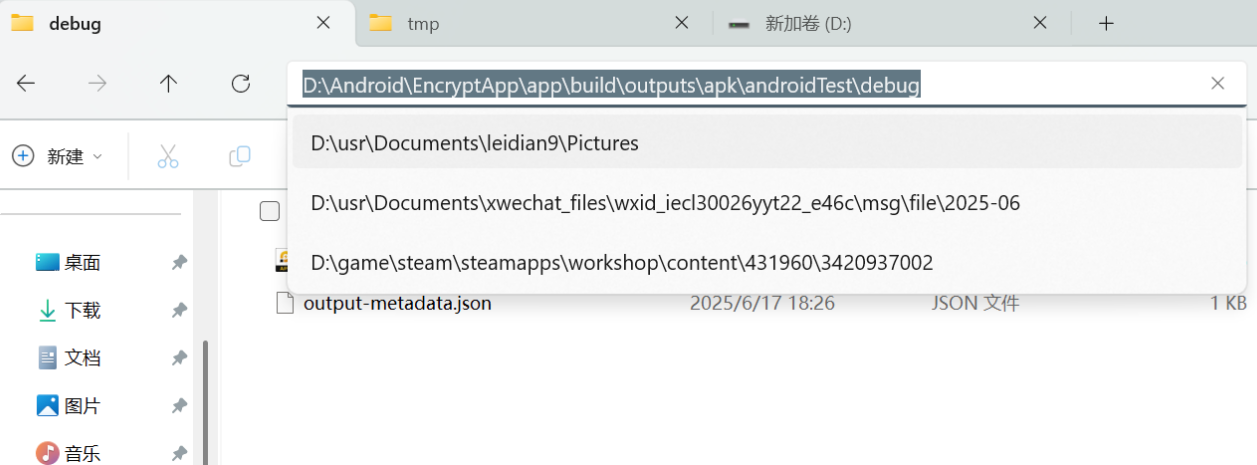 debug
tmp
新加卷 (D:)
D:\Android\EncryptApp\app\build\outputs\apk\androidTest\debug
新建
D:\usr\Documents\leidian9\Pictures
D:\usr\Documents\xwechat_files\wxid_iecl30026yyt22_e46c\msg\file\2025-06
D:\game\steam\steamapps\workshop\content\431960\3420937002
桌面
output-metadata.json 2025/6/17 18:26 JSON 文件 1 KB
下载
文档
图片
音乐